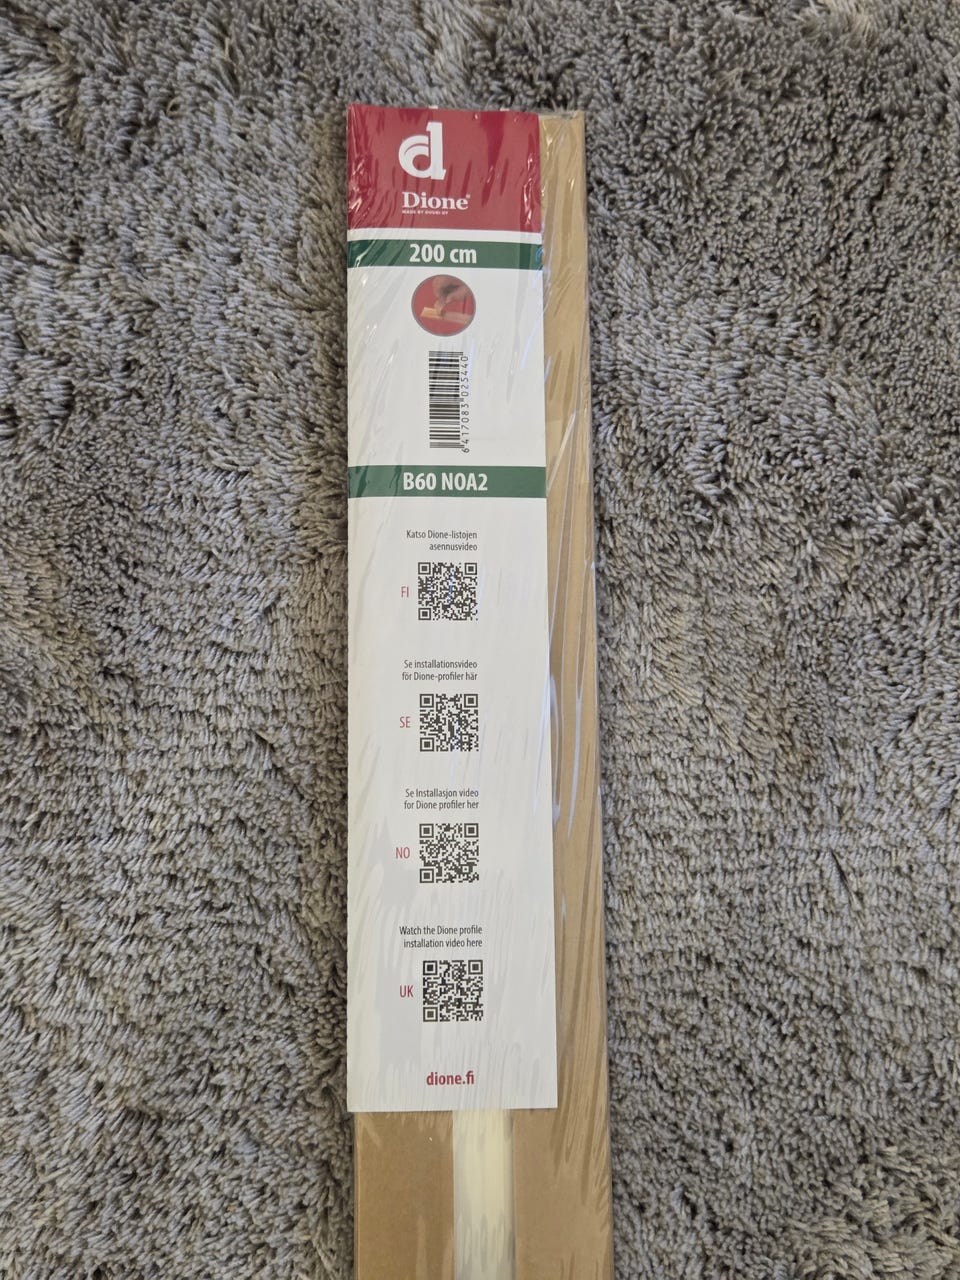 d
Dione®
MADE BY DUURI OY
200 cm
6 417083 025440
B60 NOA2
Katso Dione-listojen
asennusvideo
FI
Se installationsvideo
för Dione-profiler här
SE
Se Installasjon video
for Dione profiler her
NO
Watch the Dione profile
installation video here
UK
dione.fi